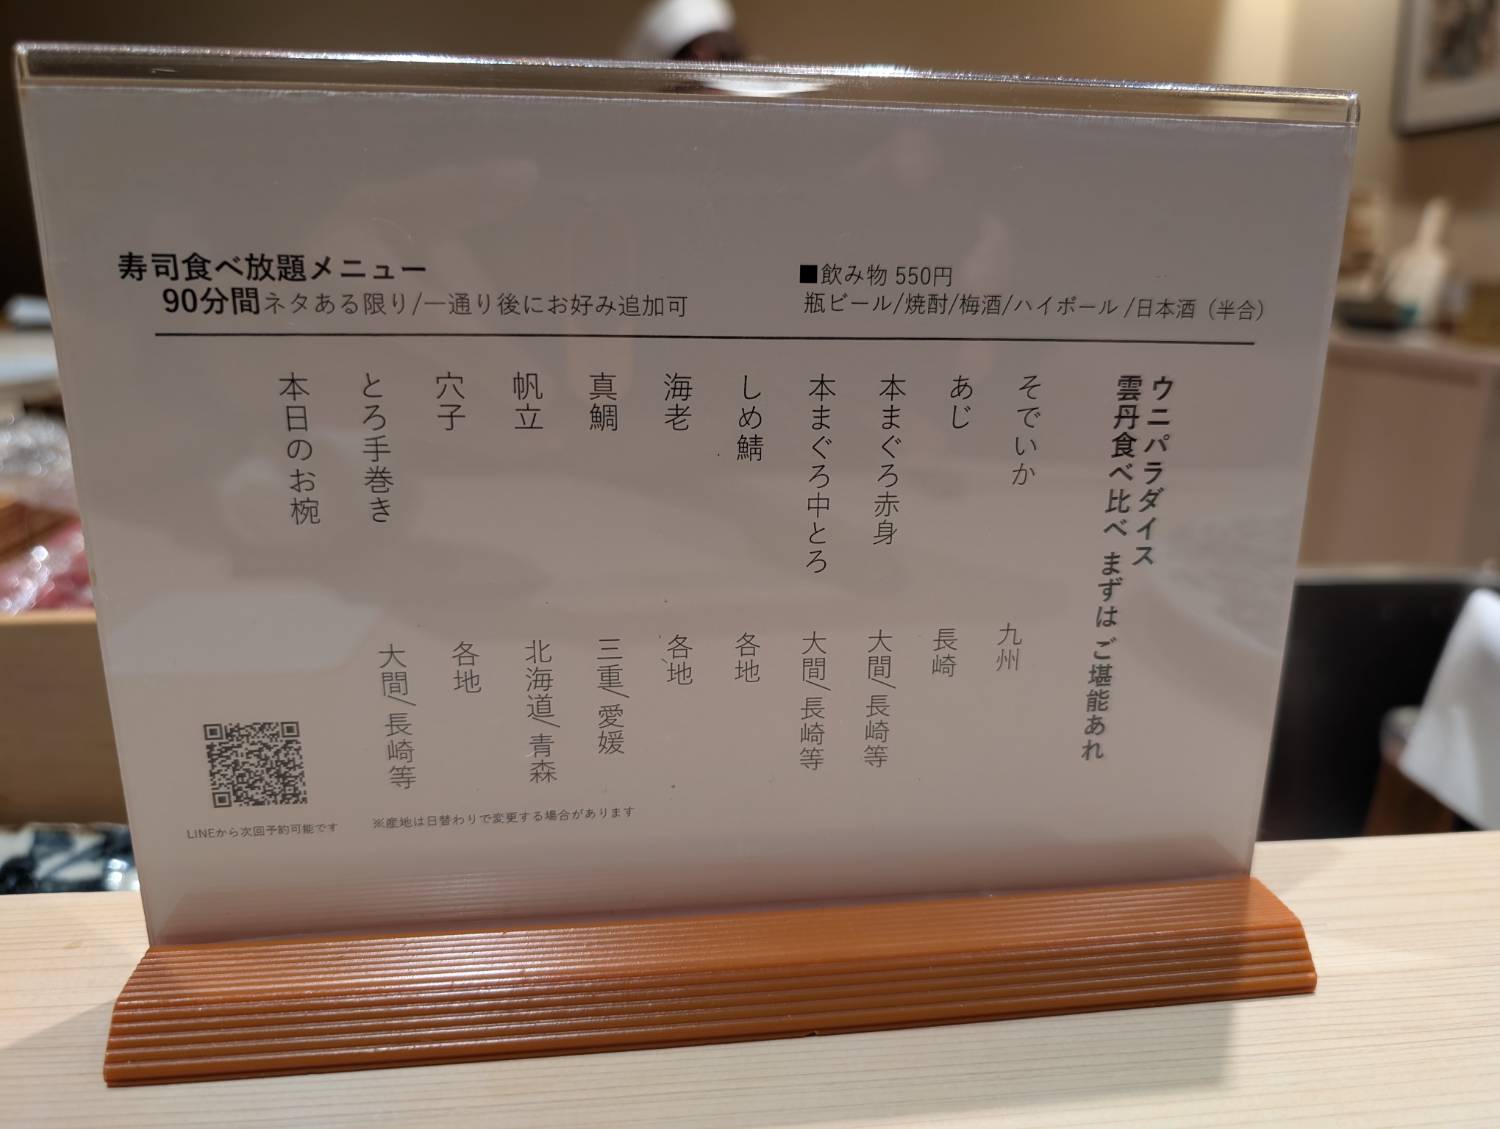 寿司食べ放題メニュー
90分間ネタある限り/一通り後にお好み追加可
■飲み物 550円
瓶ビール/焼酎/梅酒/ハイボール /日本酒（半合）
ウニパラダイス
雲丹食べ比べ まずは ご堪能あれ
そでいか 九州
あじ 長崎
本まぐろ赤身 大間/長崎等
本まぐろ中とろ 大間/長崎等
しめ鯖 各地
海老 各地
真鯛 三重/愛媛
帆立 北海道/青森
穴子 各地
とろ手巻き 大間/長崎等
本日のお椀
LINEから次回予約可能です
※産地は日替わりで変更する場合があります